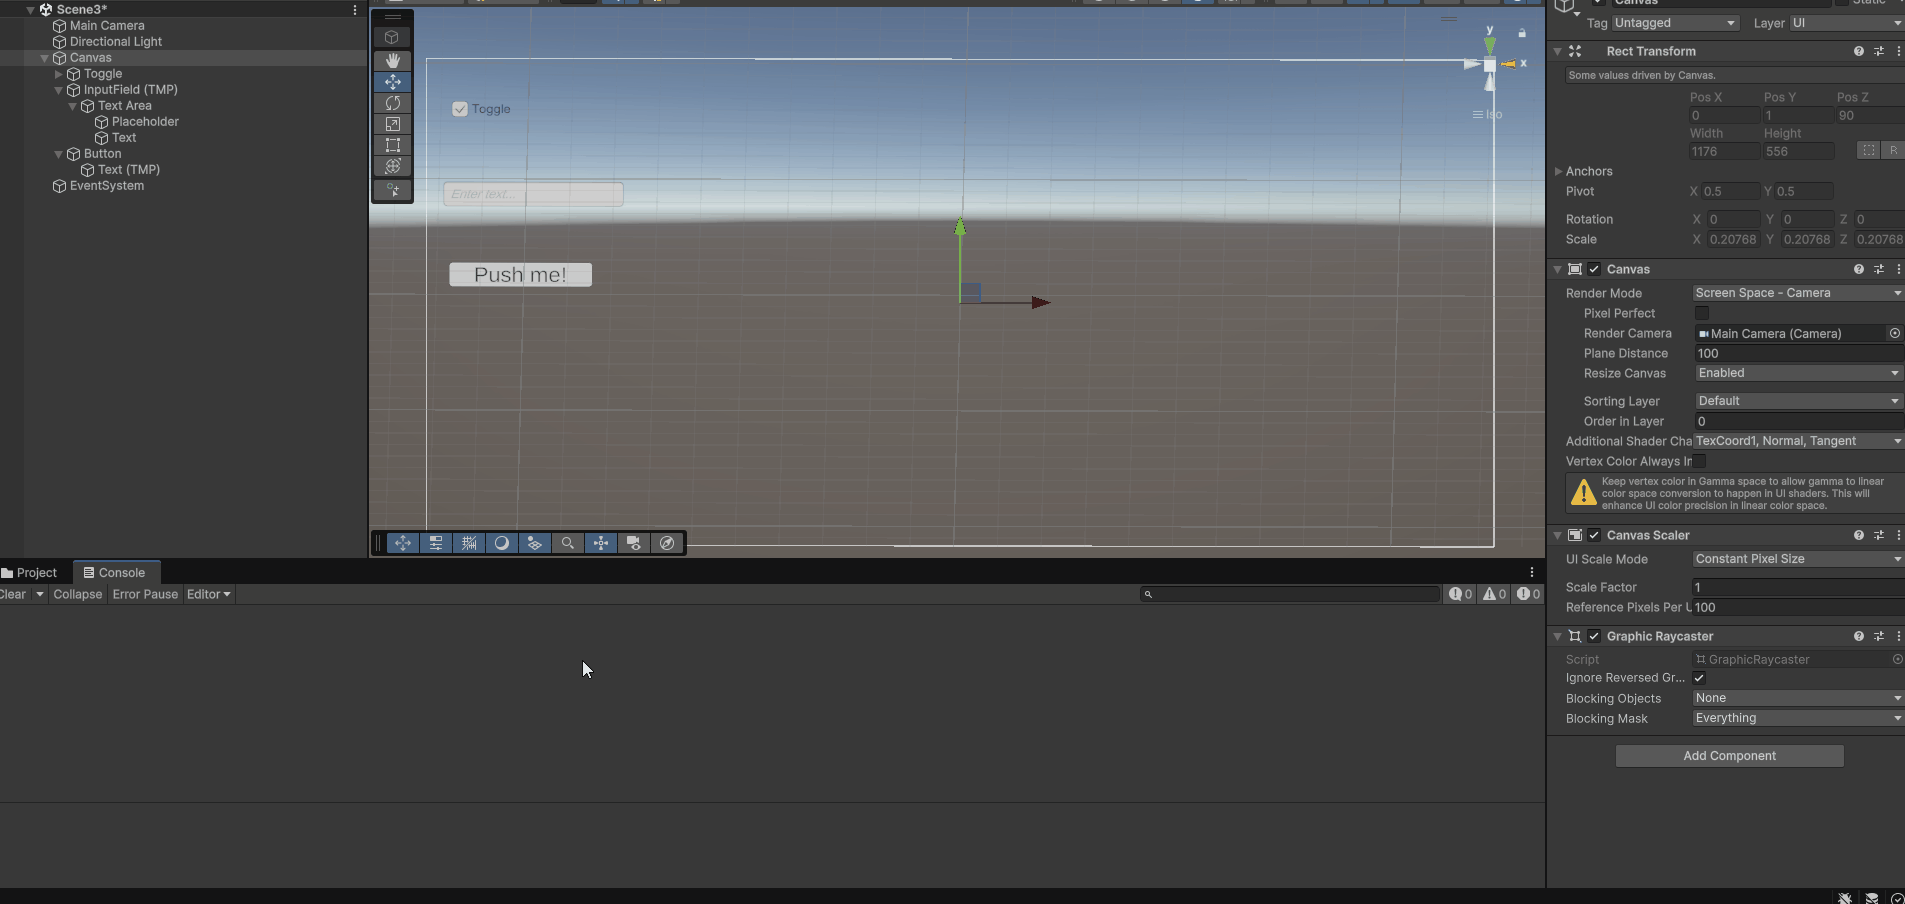 Scene3*
Main Camera
Directional Light
Canvas
Toggle
InputField (TMP)
Text Area
Placeholder
Text
Button
Text (TMP)
EventSystem
y
x
Iso
Toggle
Enter text...
Push me!
Canvas
Static
Tag Untagged Layer UI
Rect Transform
Some values driven by Canvas.
Pos X Pos Y Pos Z
0 1 90
Width Height
1176 556 R
Anchors
Pivot X 0.5 Y 0.5
Rotation X 0 Y 0 Z 0
Scale X 0.20768 Y 0.20768 Z 0.20768
Canvas
Render Mode Screen Space - Camera
Pixel Perfect
Render Camera Main Camera (Camera)
Plane Distance 100
Resize Canvas Enabled
Sorting Layer Default
Order in Layer 0
Additional Shader Cha TexCoord1, Normal, Tangent
Vertex Color Always In
Keep vertex color in Gamma space to allow gamma to linear
color space conversion to happen in UI shaders. This will
enhance UI color precision in linear color space.
Canvas Scaler
UI Scale Mode Constant Pixel Size
Scale Factor 1
Reference Pixels Per U 100
Graphic Raycaster
Script GraphicRaycaster
Ignore Reversed Gr...
Blocking Objects None
Blocking Mask Everything
Add Component
Project Console
Clear Collapse Error Pause Editor
0 0 0